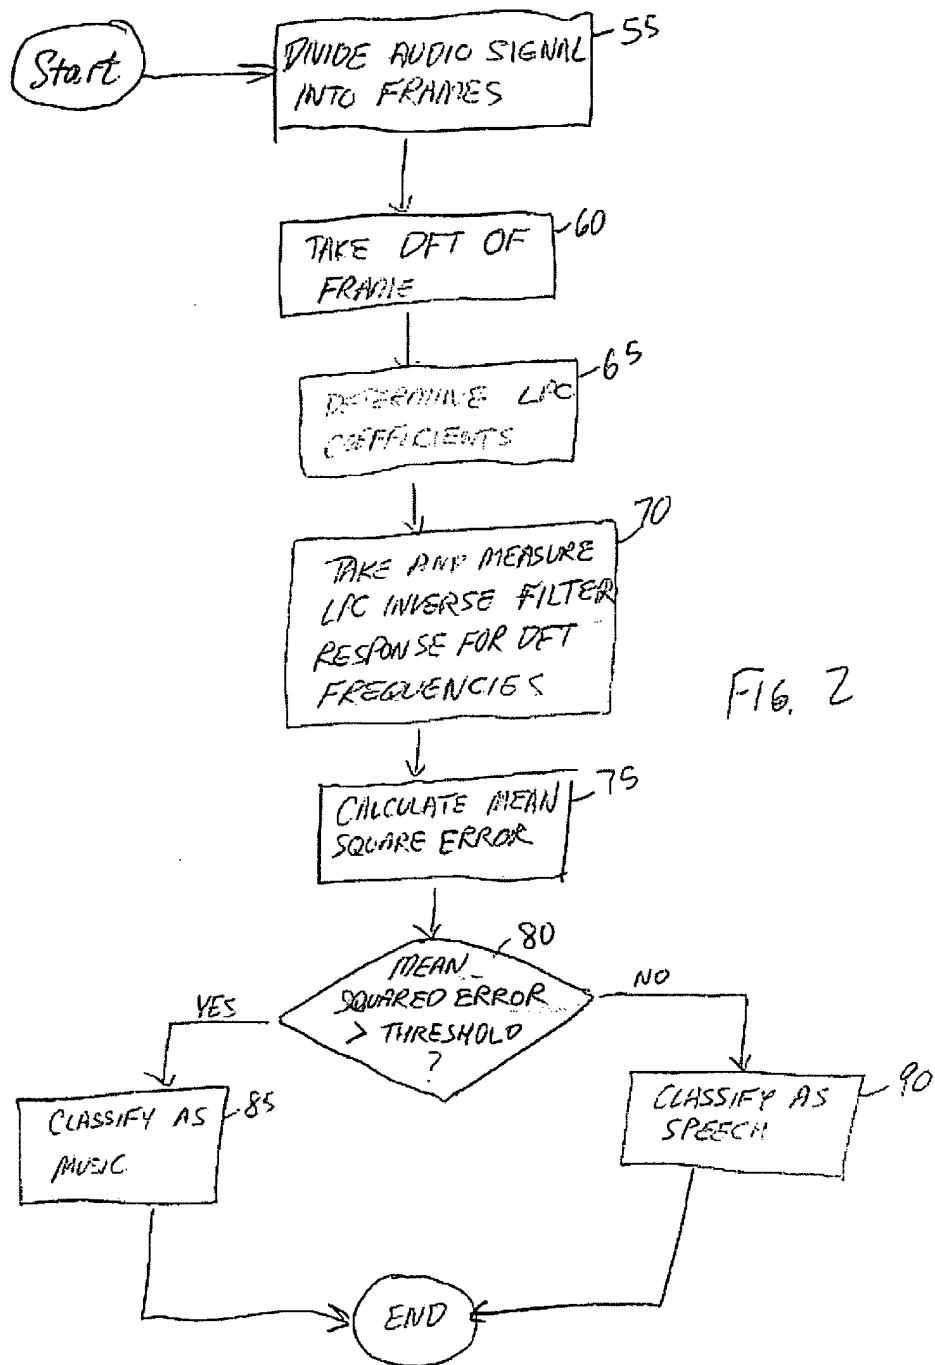 Start
DIVIDE AUDIO SIGNAL
INTO FRAMES
55
TAKE DFT OF
FRAME
60
DETERMINE LPC
COEFFICIENTS
65
TAKE AND MEASURE
LPC INVERSE FILTER
RESPONSE FOR DFT
FREQUENCIES
70
FIG. 2
CALCULATE MEAN
SQUARE ERROR
75
MEAN
SQUARED ERROR
> THRESHOLD
?
80
YES
NO
CLASSIFY AS
MUSIC
85
CLASSIFY AS
SPEECH
90
END